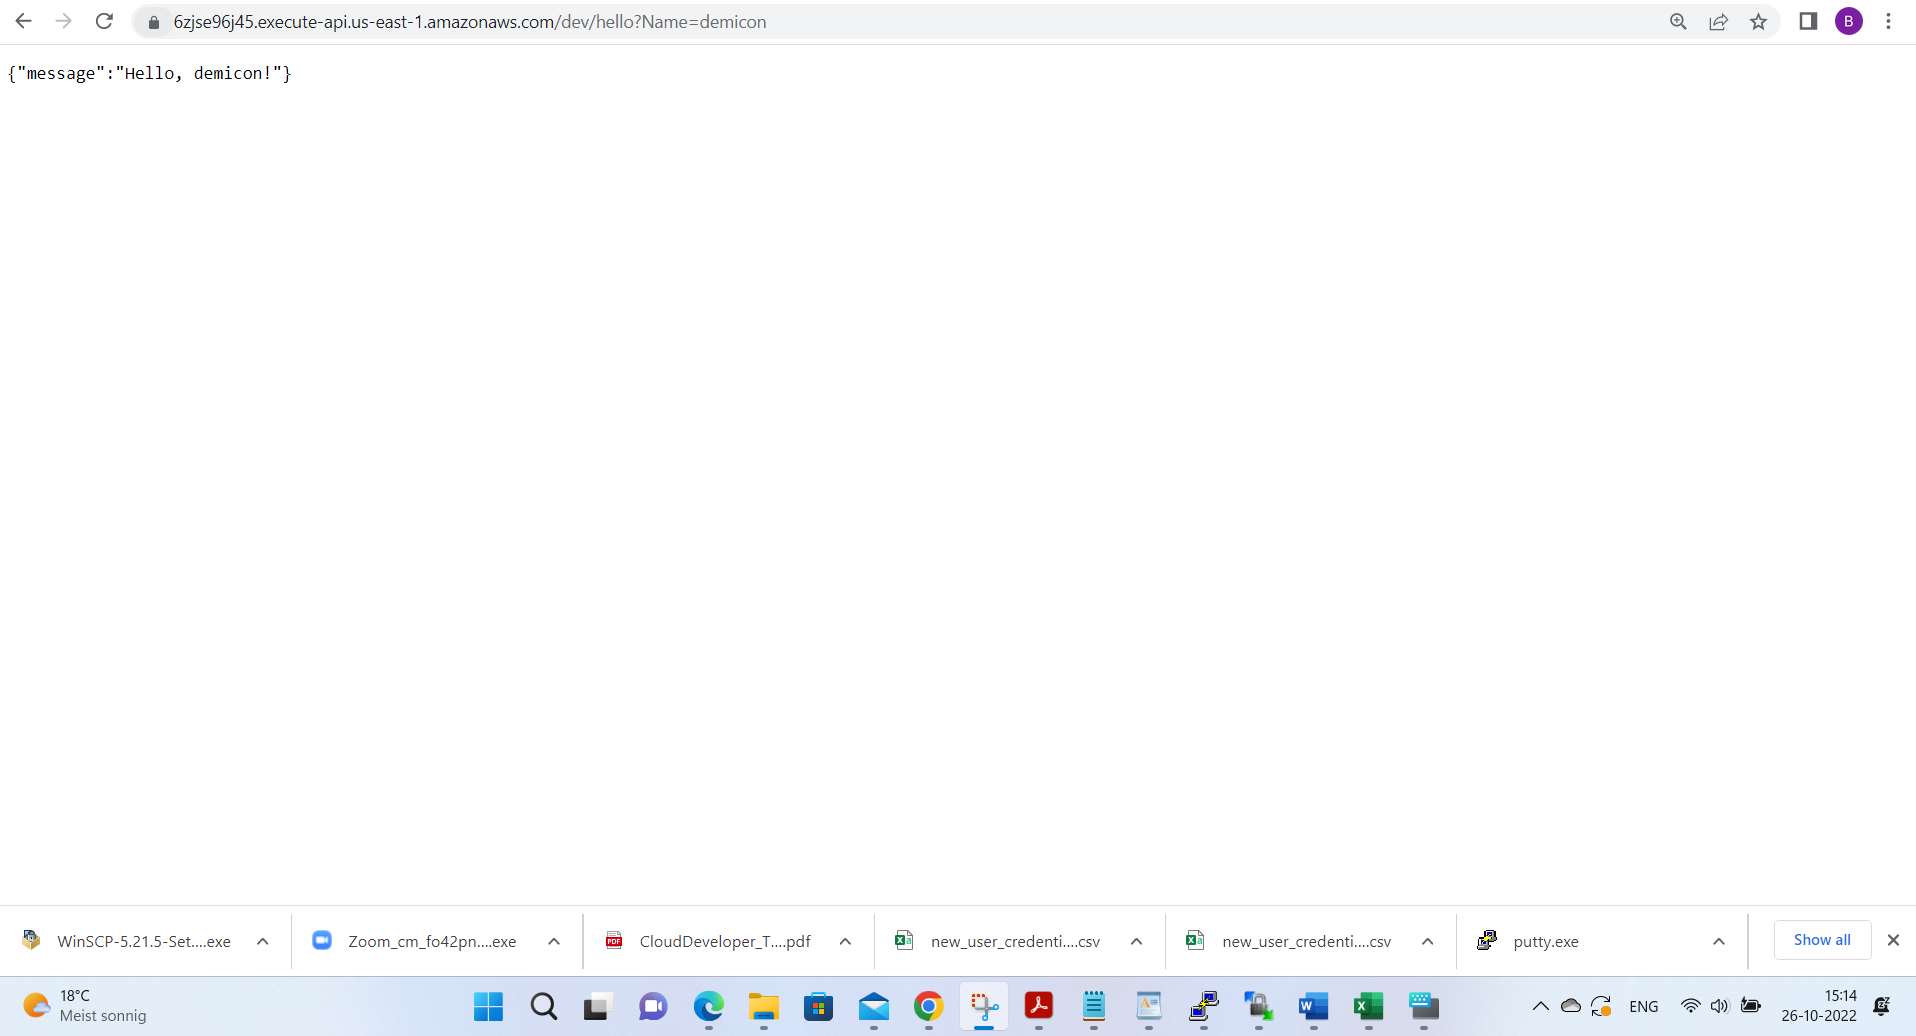 6zjse96j45.execute-api.us-east-1.amazonaws.com/dev/hello?Name=demicon
B
{"message":"Hello, demicon!"}
WinSCP-5.21.5-Set....exe
Zoom_cm_fo42pn....exe
PDF
CloudDeveloper_T....pdf
new_user_credenti....csv
new_user_credenti....csv
putty.exe
Show all
18°C
Meist sonnig
ENG
15:14
26-10-2022